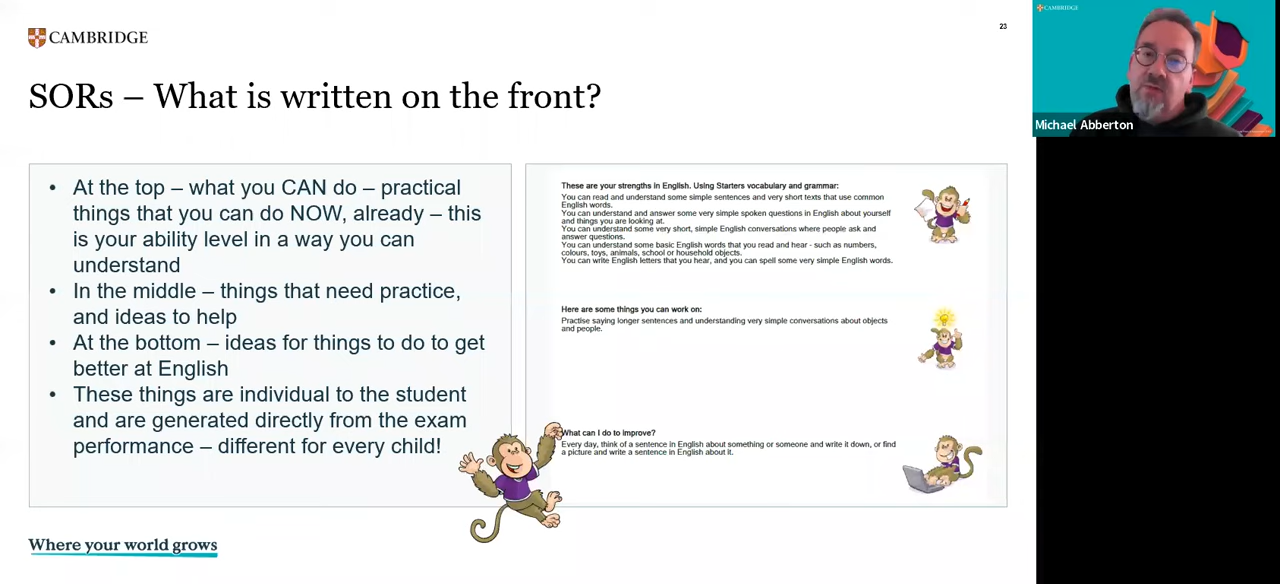 CAMBRIDGE
23
CAMBRIDGE
Michael Abberton
SORs – What is written on the front?
• At the top – what you CAN do – practical
things that you can do NOW, already – this
is your ability level in a way you can
understand
• In the middle – things that need practice,
and ideas to help
• At the bottom – ideas for things to do to get
better at English
• These things are individual to the student
and are generated directly from the exam
performance – different for every child!
These are your strengths in English. Using Starters vocabulary and grammar:
You can read and understand some simple sentences and very short texts that use common
English words.
You can understand and answer some very simple spoken questions in English about yourself
and things you are looking at.
You can understand some very short, simple English conversations where people ask and
answer questions.
You can understand some basic English words that you read and hear - such as numbers,
colours, toys, animals, school or household objects.
You can write English letters that you hear, and you can spell some very simple English words.
Here are some things you can work on:
Practise saying longer sentences and understanding very simple conversations about objects
and people.
What can I do to improve?
Every day, think of a sentence in English about something or someone and write it down, or find
a picture and write a sentence in English about it.
Where your world grows